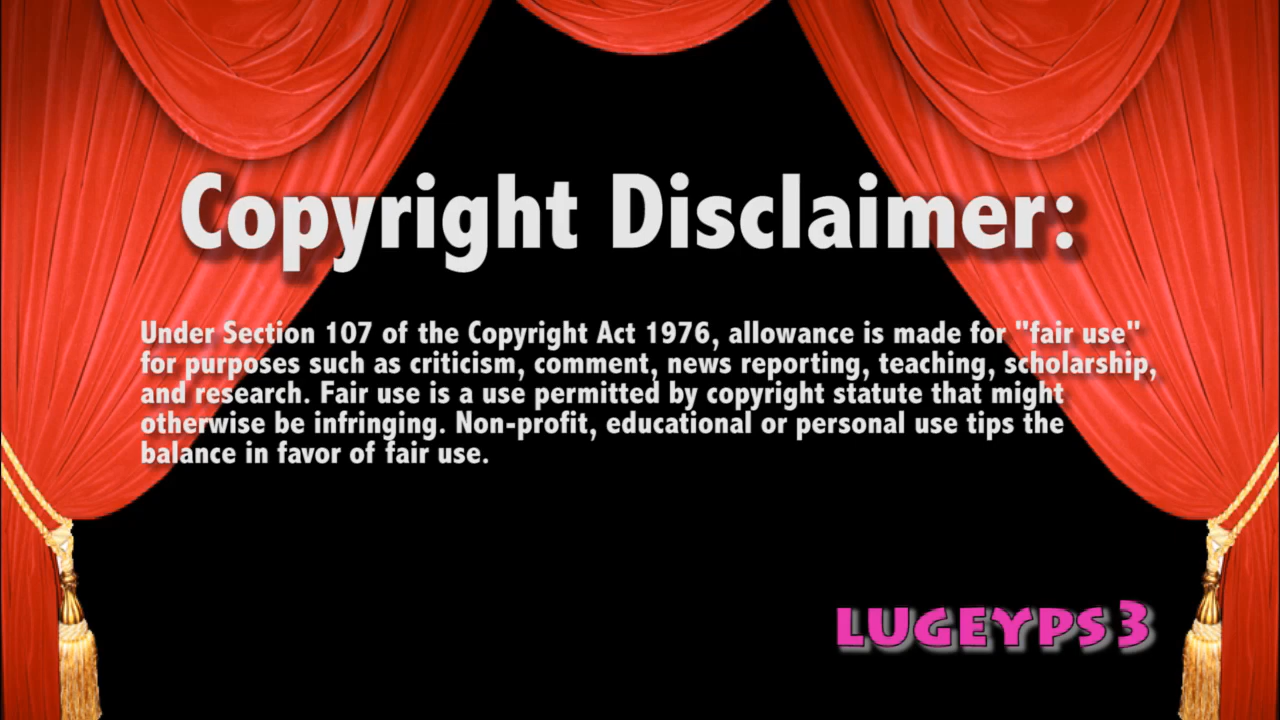 Copyright Disclaimer:
Under Section 107 of the Copyright Act 1976, allowance is made for "fair use"
for purposes such as criticism, comment, news reporting, teaching, scholarship,
and research. Fair use is a use permitted by copyright statute that might
otherwise be infringing. Non-profit, educational or personal use tips the
balance in favor of fair use.
LUGEYPS3